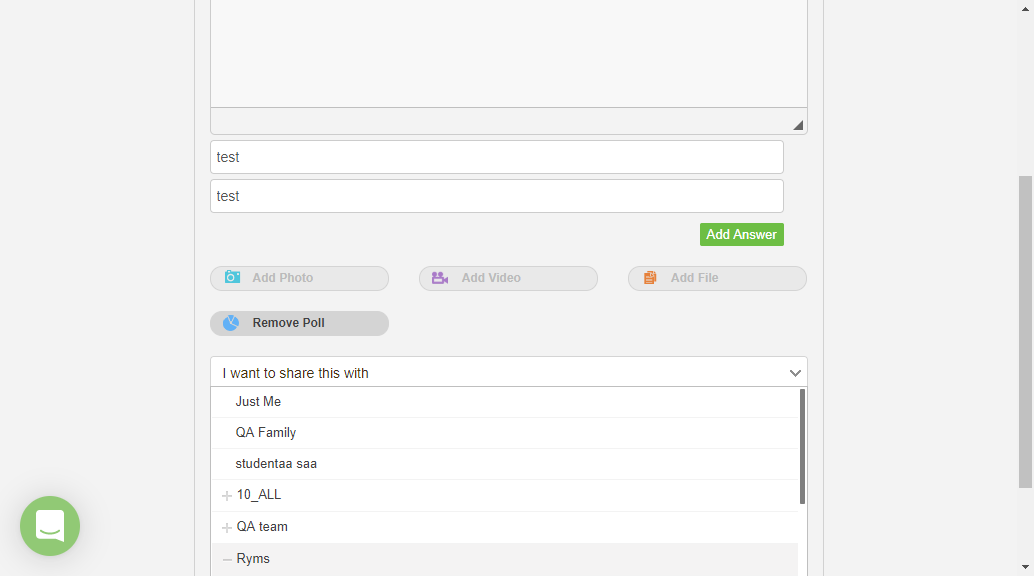 test
test
Add Answer
Add Photo Add Video Add File
Remove Poll
I want to share this with
Just Me
QA Family
studentaa saa
10_ALL
QA team
Ryms